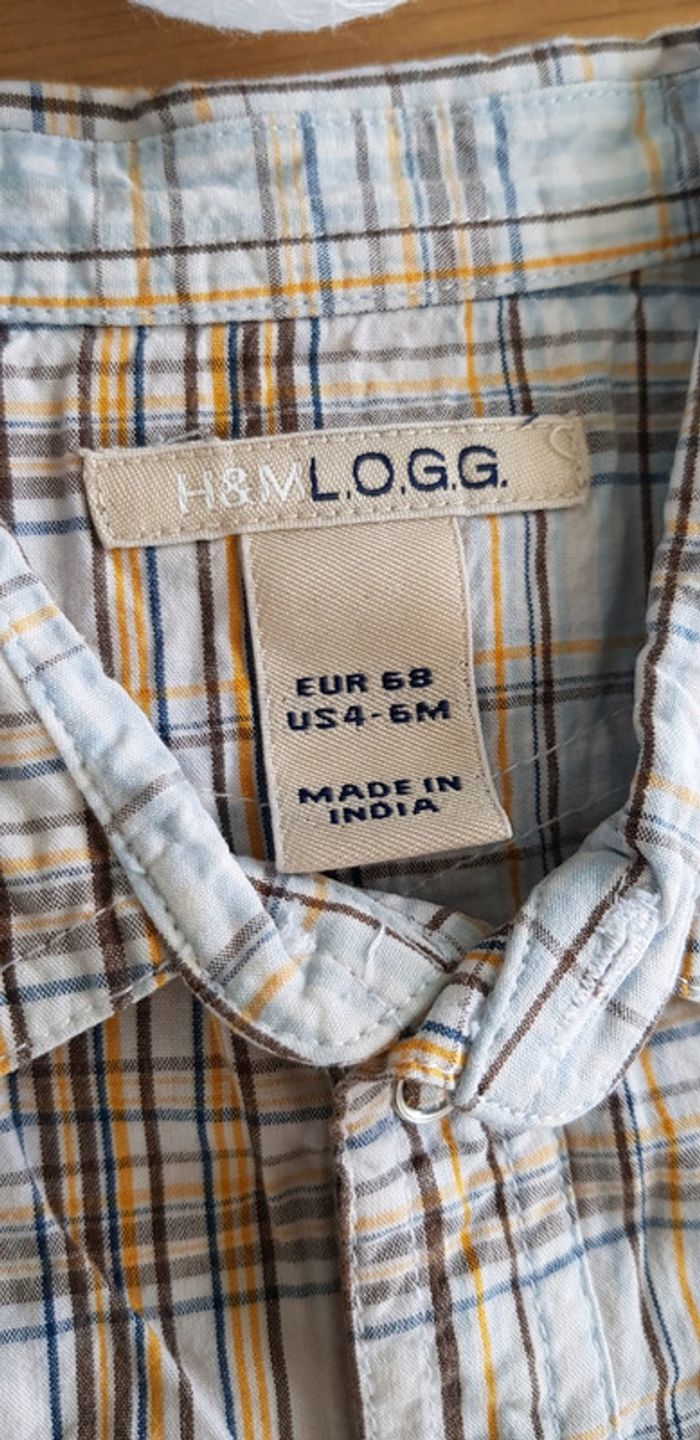 H&M L.O.G.G.
EUR 68
US 4-6M
MADE IN
INDIA